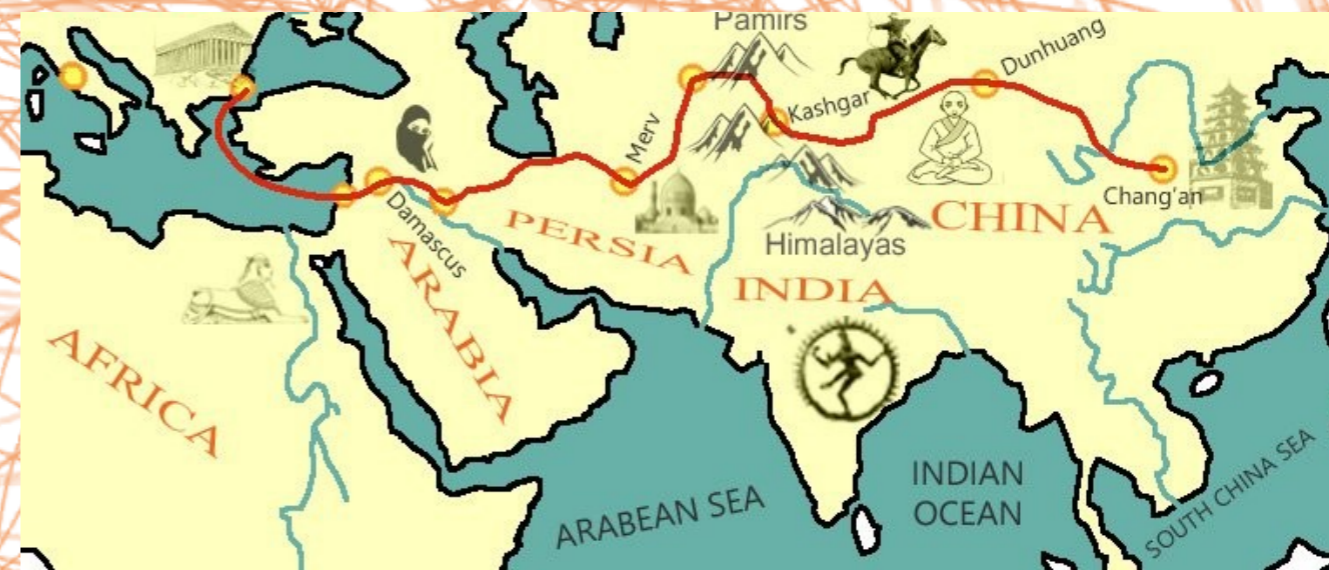 Pamirs
Dunhuang
Kashgar
Merv
Chang'an
Damascus
PERSIA
CHINA
Himalayas
ARABIA
INDIA
AFRICA
INDIAN
OCEAN
ARABEAN SEA
SOUTH CHINA SEA